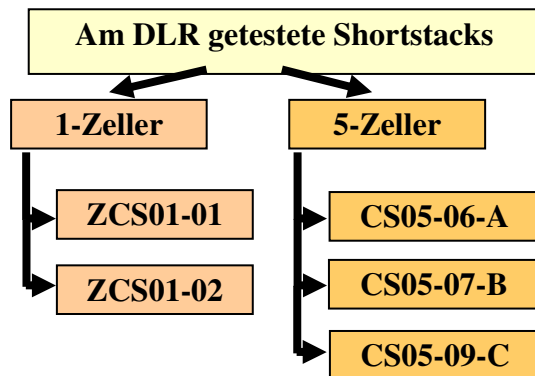 Am DLR getestete Shortstacks
1-Zeller
5-Zeller
ZCS01-01
ZCS01-02
CS05-06-A
CS05-07-B
CS05-09-C